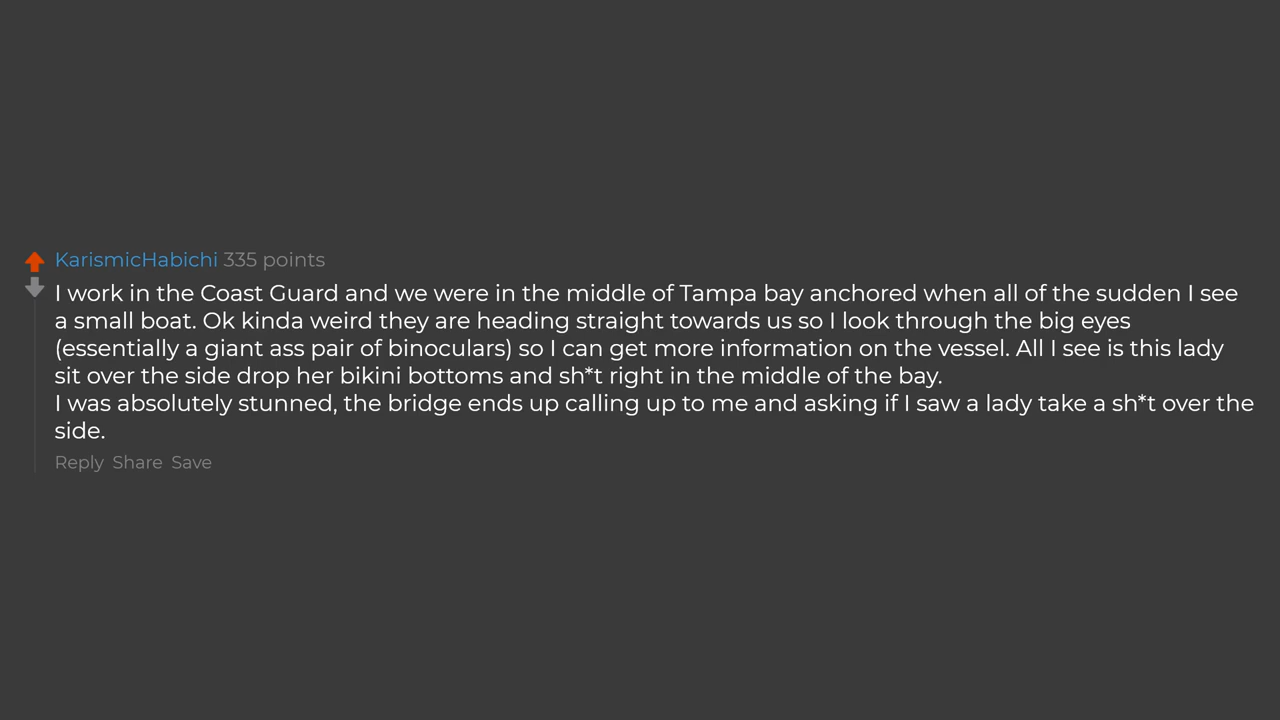 KarismicHabichi 335 points
I work in the Coast Guard and we were in the middle of Tampa bay anchored when all of the sudden I see
a small boat. Ok kinda weird they are heading straight towards us so I look through the big eyes
(essentially a giant ass pair of binoculars) so I can get more information on the vessel. All I see is this lady
sit over the side drop her bikini bottoms and sh*t right in the middle of the bay.
I was absolutely stunned, the bridge ends up calling up to me and asking if I saw a lady take a sh*t over the
side.
Reply Share Save